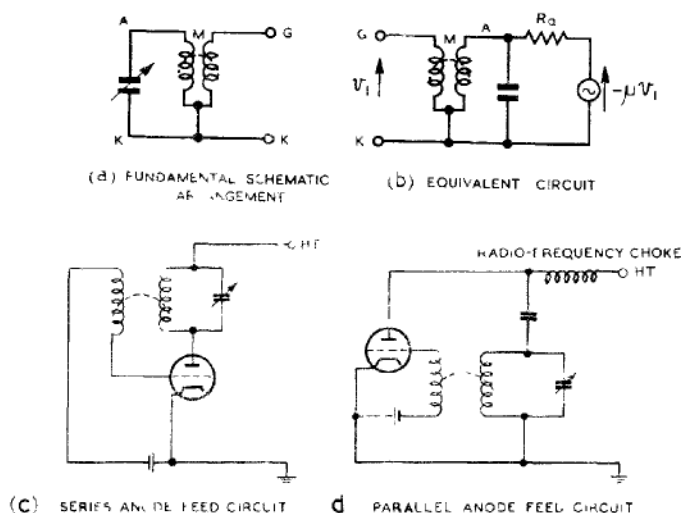 A
M
G
K
K
(a) FUNDAMENTAL SCHEMATIC
ARRANGEMENT
G
M
A
Ra
v1
-μv1
K
(b) EQUIVALENT CIRCUIT
HT
(c) SERIES ANODE FEED CIRCUIT
RADIO-FREQUENCY CHOKE
HT
d PARALLEL ANODE FEED CIRCUIT